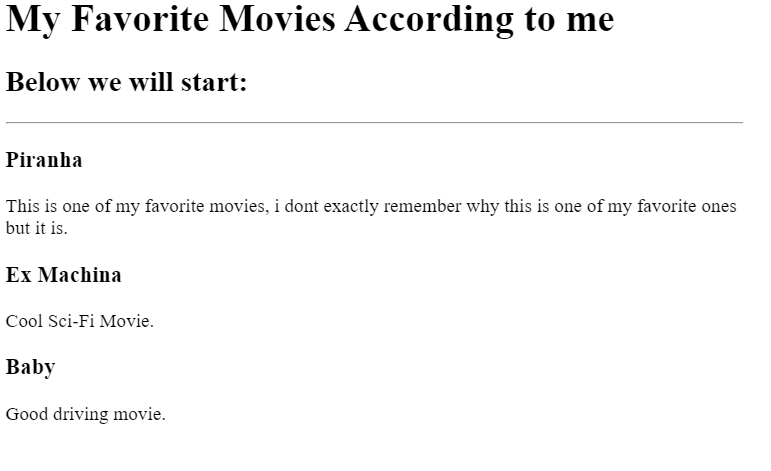 My Favorite Movies According to me
Below we will start:
Piranha
This is one of my favorite movies, i dont exactly remember why this is one of my favorite ones
but it is.
Ex Machina
Cool Sci-Fi Movie.
Baby
Good driving movie.